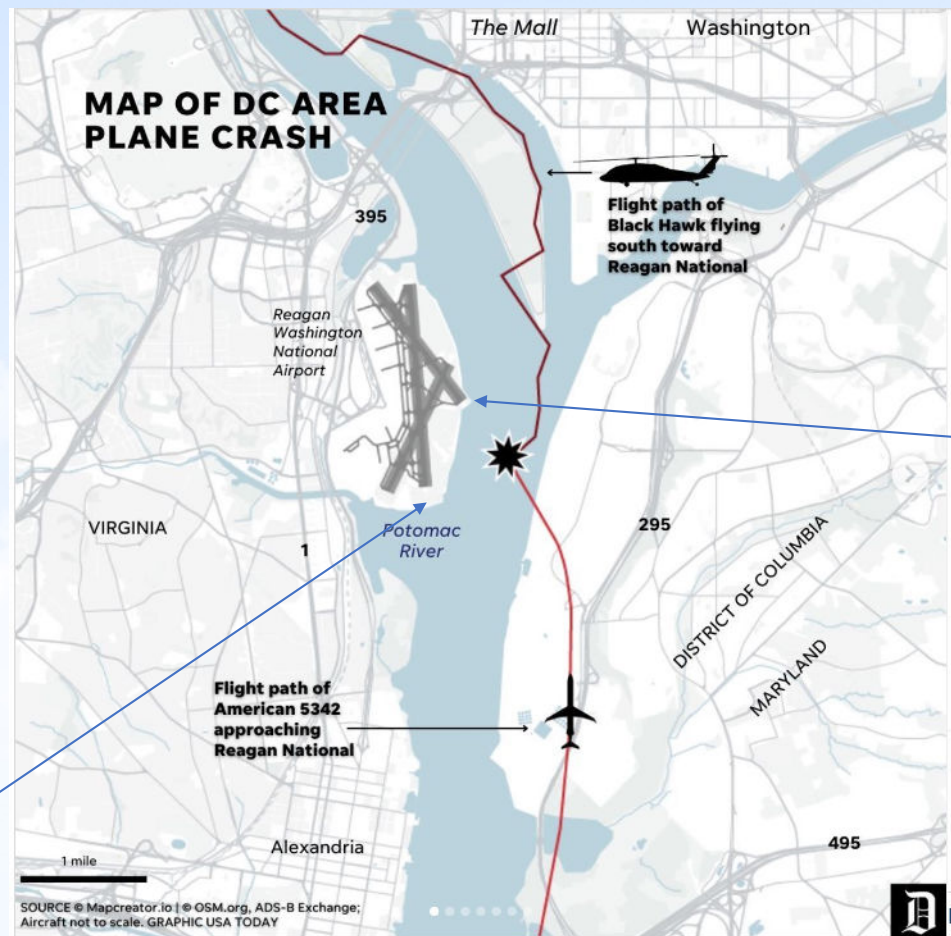 The Mall
Washington
MAP OF DC AREA
PLANE CRASH
395
Flight path of
Black Hawk flying
south toward
Reagan National
Reagan
Washington
National
Airport
VIRGINIA
1
Potomac
River
295
DISTRICT OF COLUMBIA
MARYLAND
Flight path of
American 5342
approaching
Reagan National
Alexandria
495
1 mile
SOURCE © Mapcreator.io | © OSM.org, ADS-B Exchange;
Aircraft not to scale. GRAPHIC USA TODAY
D